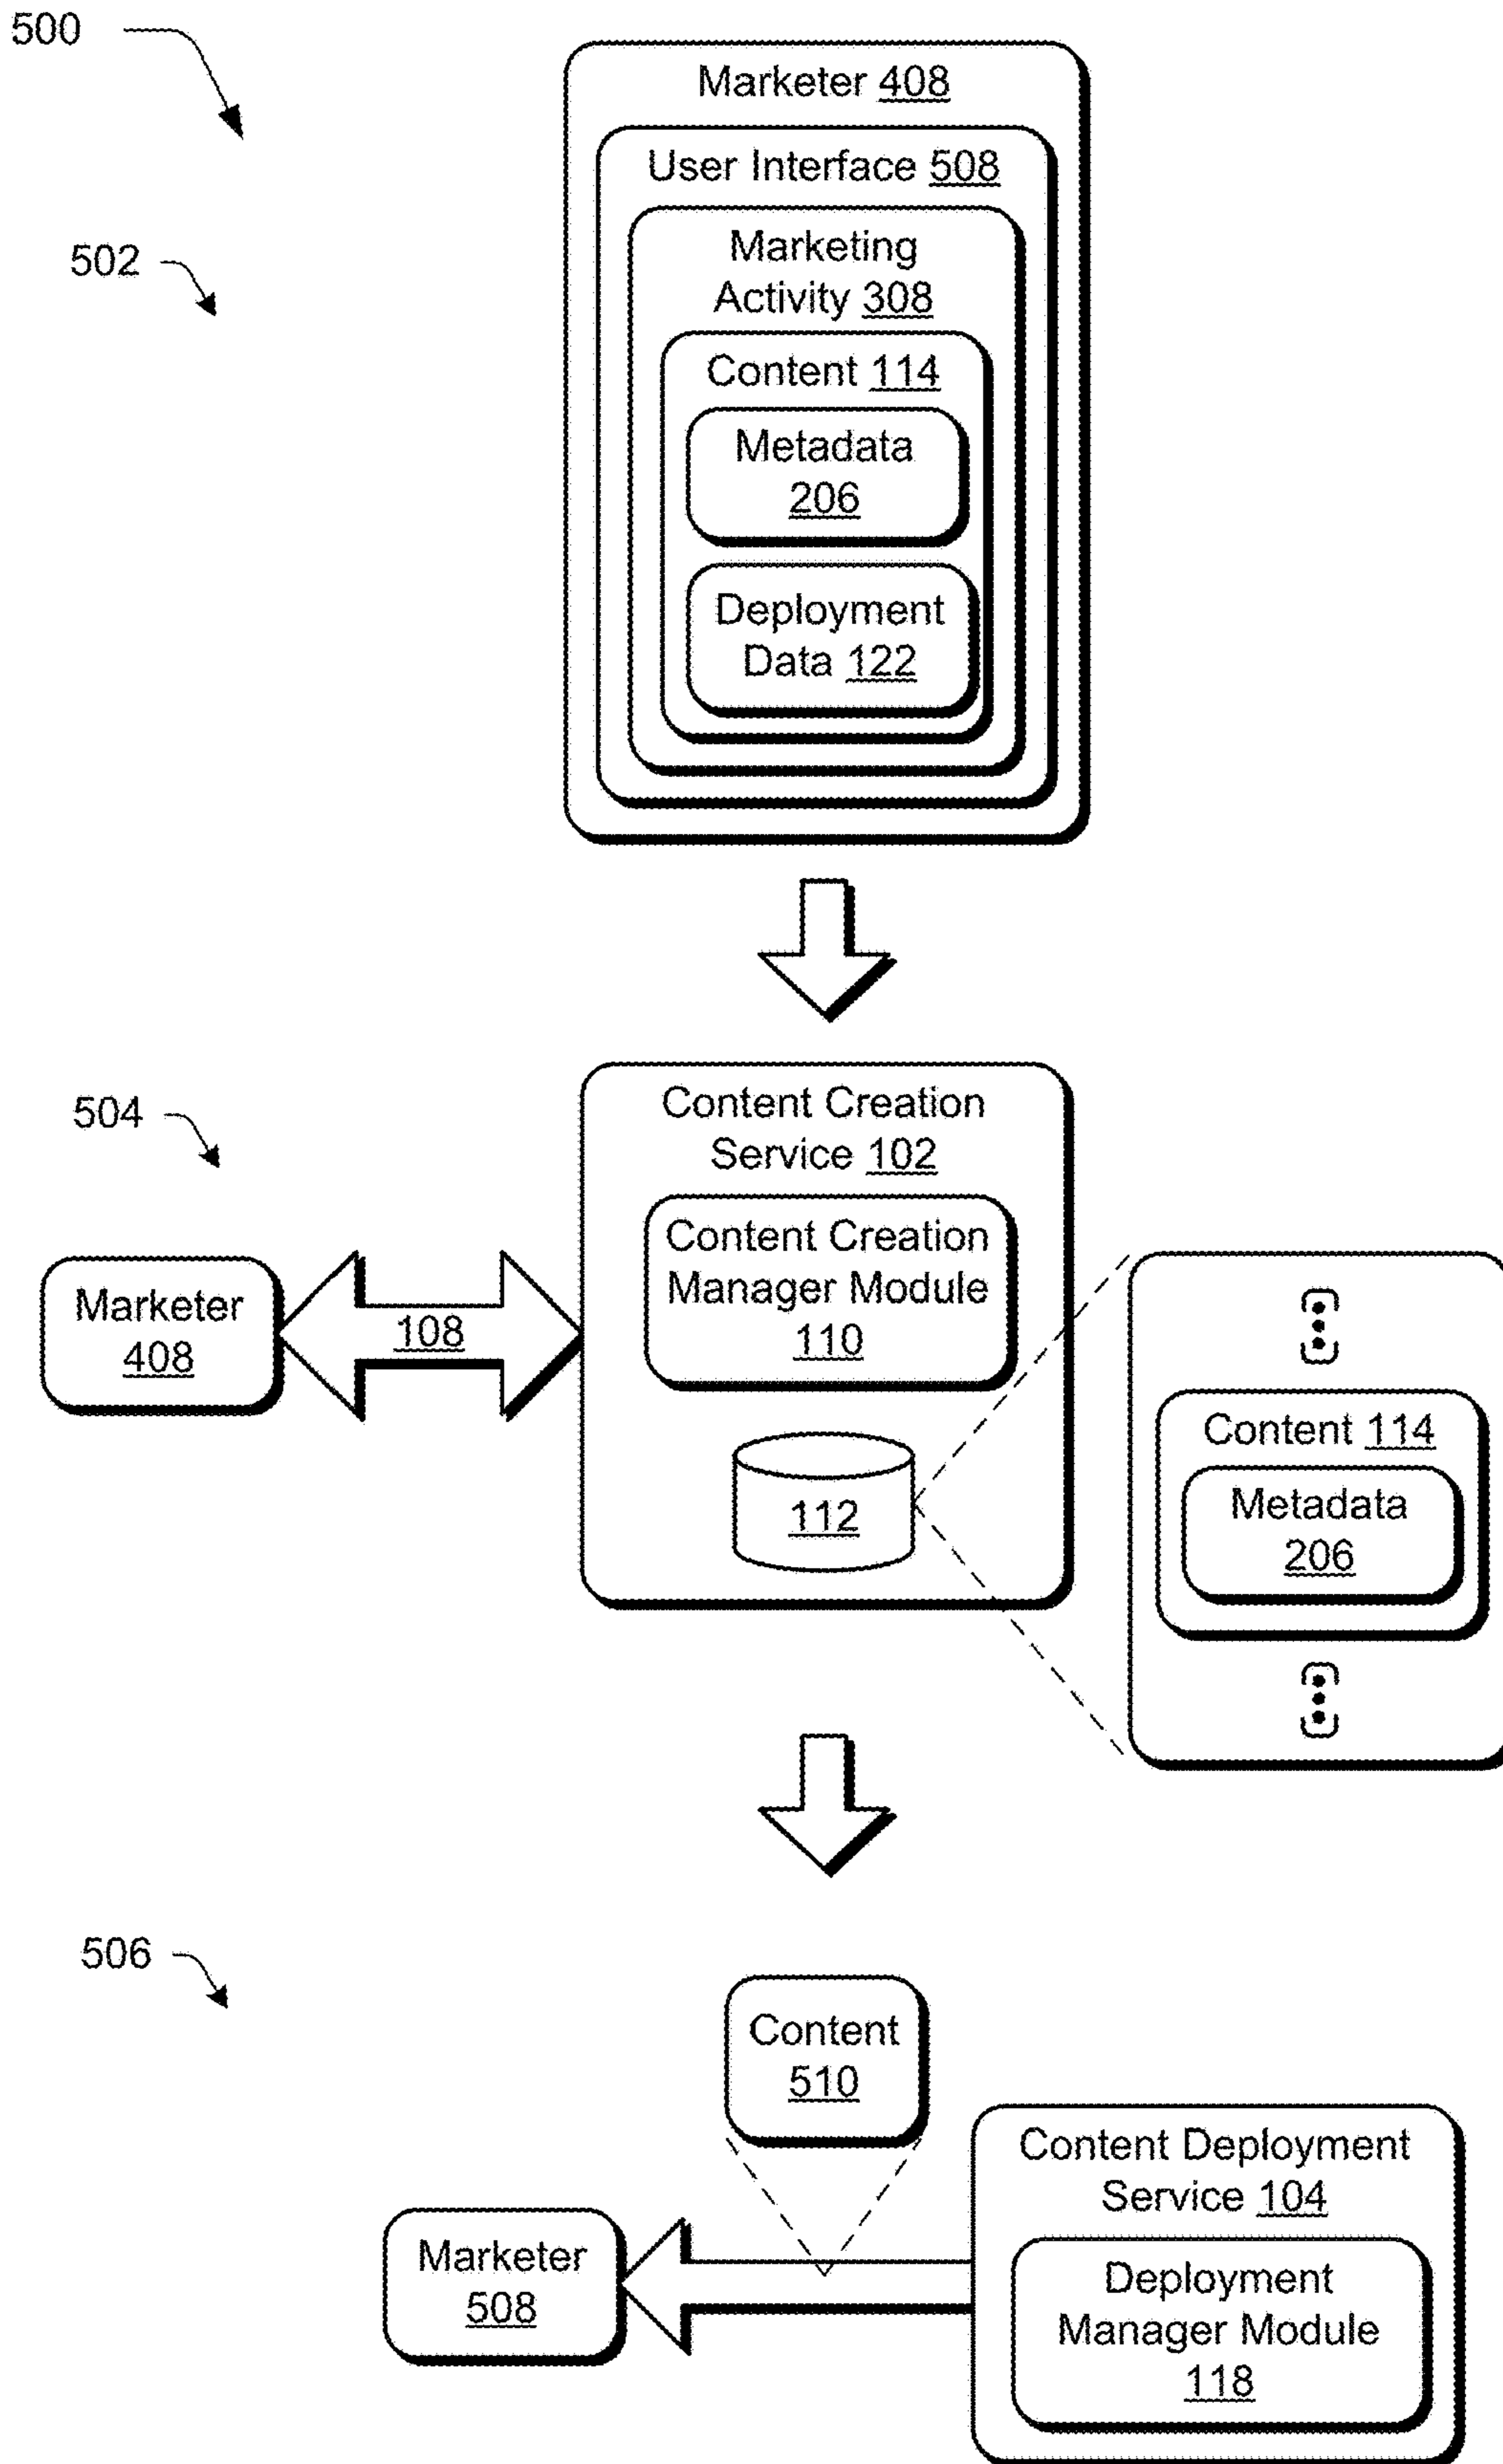 500
Marketer 408
User Interface 508
502
Marketing
Activity 308
Content 114
Metadata
206
Deployment
Data 122
504
Content Creation
Service 102
Content Creation
Manager Module
110
Marketer
408
108
112
Content 114
Metadata
206
506
Content
510
Content Deployment
Service 104
Marketer
508
Deployment
Manager Module
118